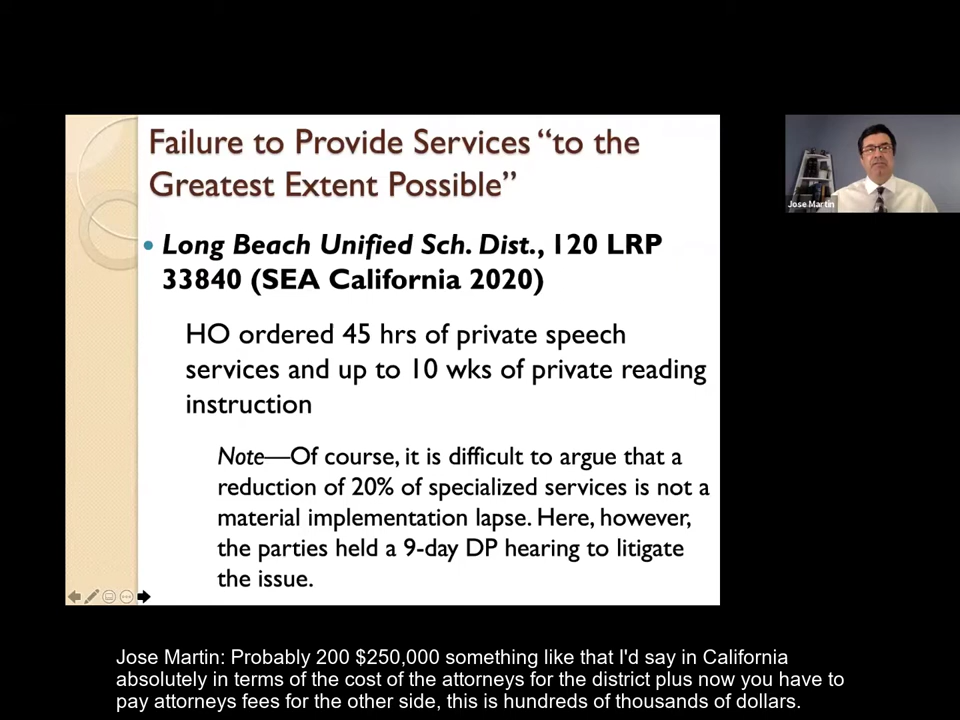 Failure to Provide Services “to the
Greatest Extent Possible”
Long Beach Unified Sch. Dist., 120 LRP
33840 (SEA California 2020)
HO ordered 45 hrs of private speech
services and up to 10 wks of private reading
instruction
Note—Of course, it is difficult to argue that a
reduction of 20% of specialized services is not a
material implementation lapse. Here, however,
the parties held a 9-day DP hearing to litigate
the issue.
Jose Martin
Jose Martin: Probably 200 $250,000 something like that I'd say in California
absolutely in terms of the cost of the attorneys for the district plus now you have to
pay attorneys fees for the other side, this is hundreds of thousands of dollars.